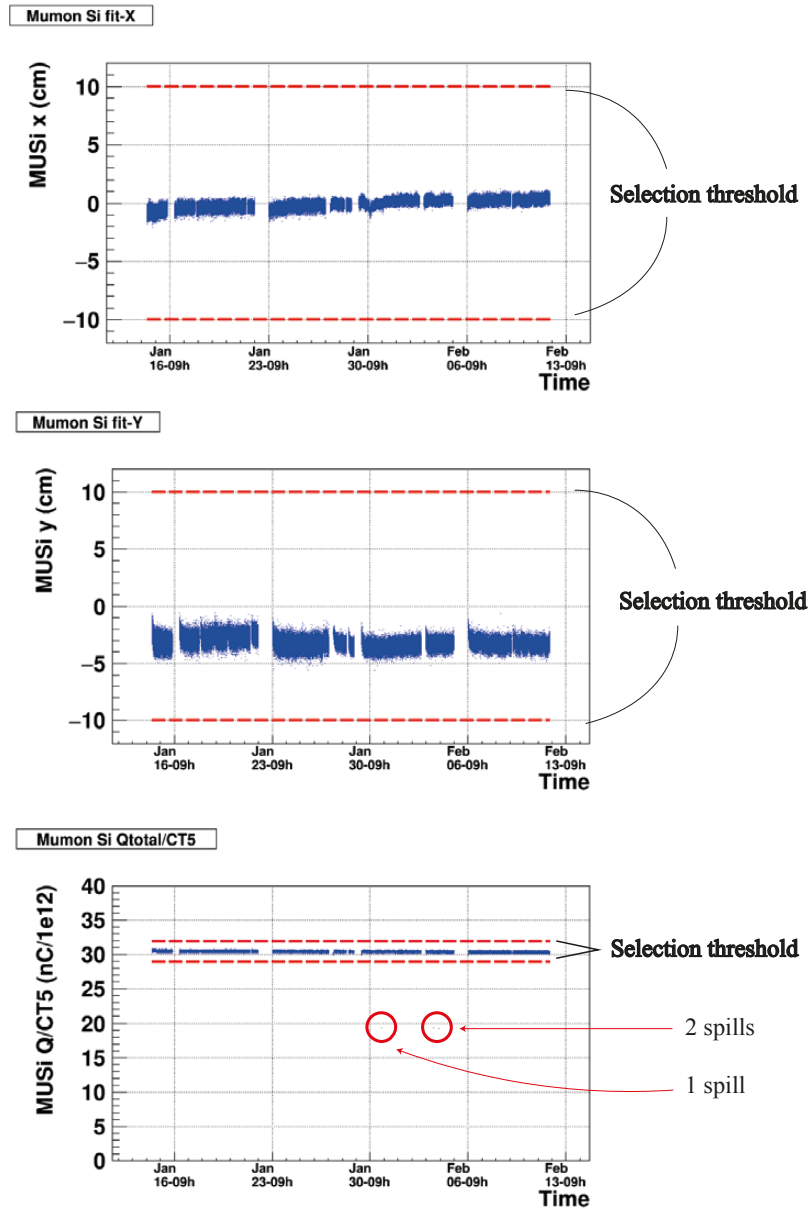 Mumon Si fit-X
MUSi x (cm)
10
5
0
−5
−10
Selection threshold
Jan Jan Jan Feb Feb
16-09h 23-09h 30-09h 06-09h 13-09h
Time
Mumon Si fit-Y
MUSi y (cm)
10
5
0
−5
−10
Selection threshold
Jan Jan Jan Feb Feb
16-09h 23-09h 30-09h 06-09h 13-09h
Time
Mumon Si Qtotal/CT5
MUSi Q/CT5 (nC/1e12)
40
35
30
25
20
15
10
5
0
Selection threshold
2 spills
1 spill
Jan Jan Jan Feb Feb
16-09h 23-09h 30-09h 06-09h 13-09h
Time